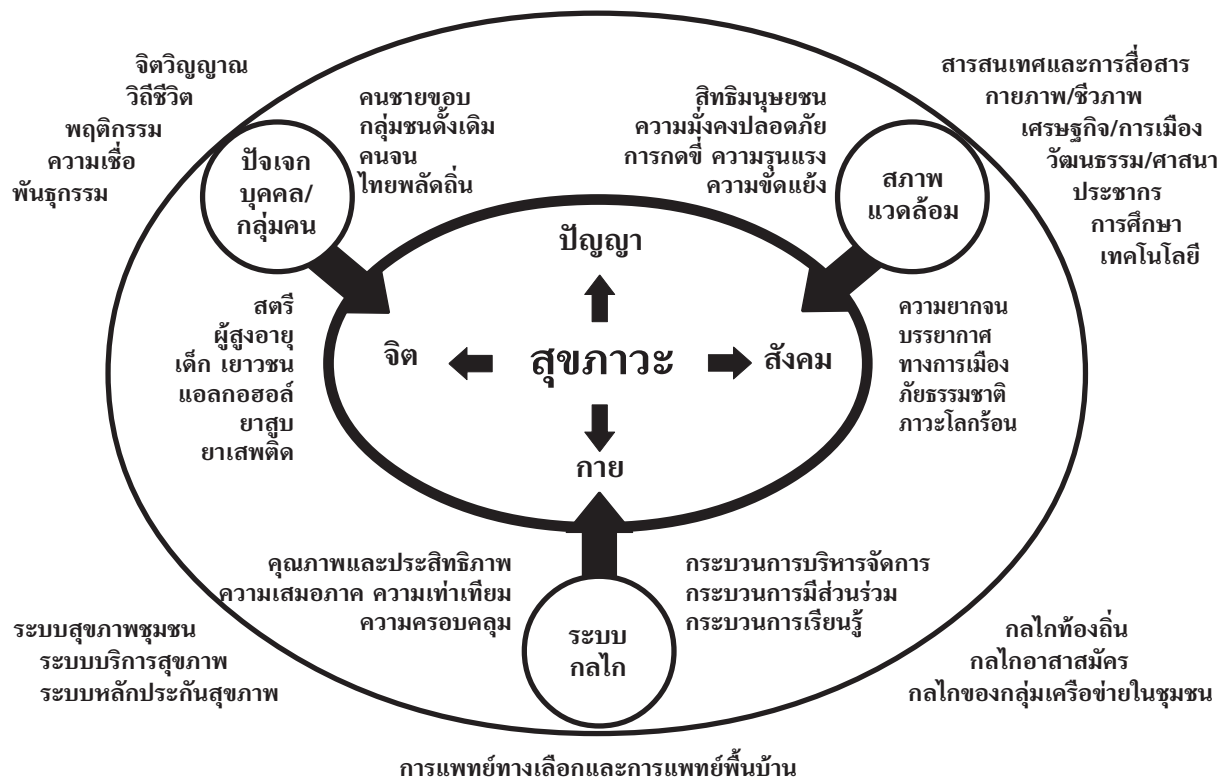 จิตวิญญาณ
วิถีชีวิต
พฤติกรรม
ความเชื่อ
พันธุกรรม
ปัจเจก
บุคคล/
กลุ่มคน
คนชายขอบ
กลุ่มชนดั้งเดิม
คนจน
ไทยพลัดถิ่น
สิทธิมนุษยชน
ความมั่งคงปลอดภัย
การกดขี่ ความรุนแรง
ความขัดแย้ง
สภาพ
แวดล้อม
สารสนเทศและการสื่อสาร
กายภาพ/ชีวภาพ
เศรษฐกิจ/การเมือง
วัฒนธรรม/ศาสนา
ประชากร
การศึกษา
เทคโนโลยี
ปัญญา
จิต
สุขภาวะ
สังคม
กาย
สตรี
ผู้สูงอายุ
เด็ก เยาวชน
แอลกอฮอล์
ยาสูบ
ยาเสพติด
ความยากจน
บรรยากาศ
ทางการเมือง
ภัยธรรมชาติ
ภาวะโลกร้อน
คุณภาพและประสิทธิภาพ
ความเสมอภาค ความเท่าเทียม
ความครอบคลุม
กระบวนการบริหารจัดการ
กระบวนการมีส่วนร่วม
กระบวนการเรียนรู้
ระบบ
กลไก
ระบบสุขภาพชุมชน
ระบบบริการสุขภาพ
ระบบหลักประกันสุขภาพ
กลไกท้องถิ่น
กลไกอาสาสมัคร
กลไกของกลุ่มเครือข่ายในชุมชน
การแพทย์ทางเลือกและการแพทย์พื้นบ้าน